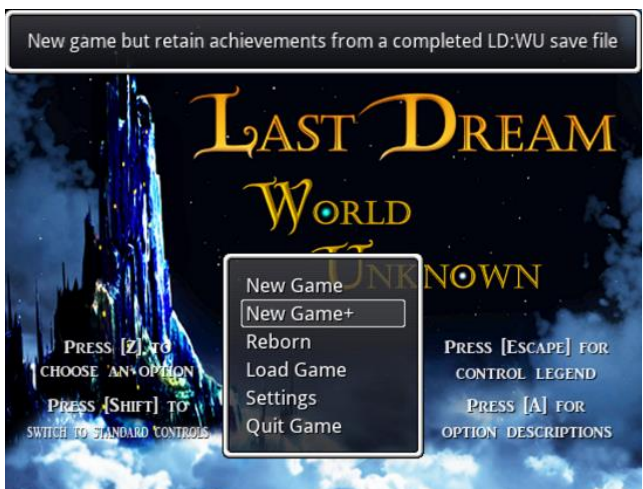 New game but retain achievements from a completed LD:WU save file
LAST DREAM
WORLD
UNKNOWN
New Game
New Game+
Reborn
Load Game
Settings
Quit Game
PRESS [Z] TO
CHOOSE AN OPTION
PRESS [SHIFT] TO
SWITCH TO STANDARD CONTROLS
PRESS [ESCAPE] FOR
CONTROL LEGEND
PRESS [A] FOR
OPTION DESCRIPTIONS